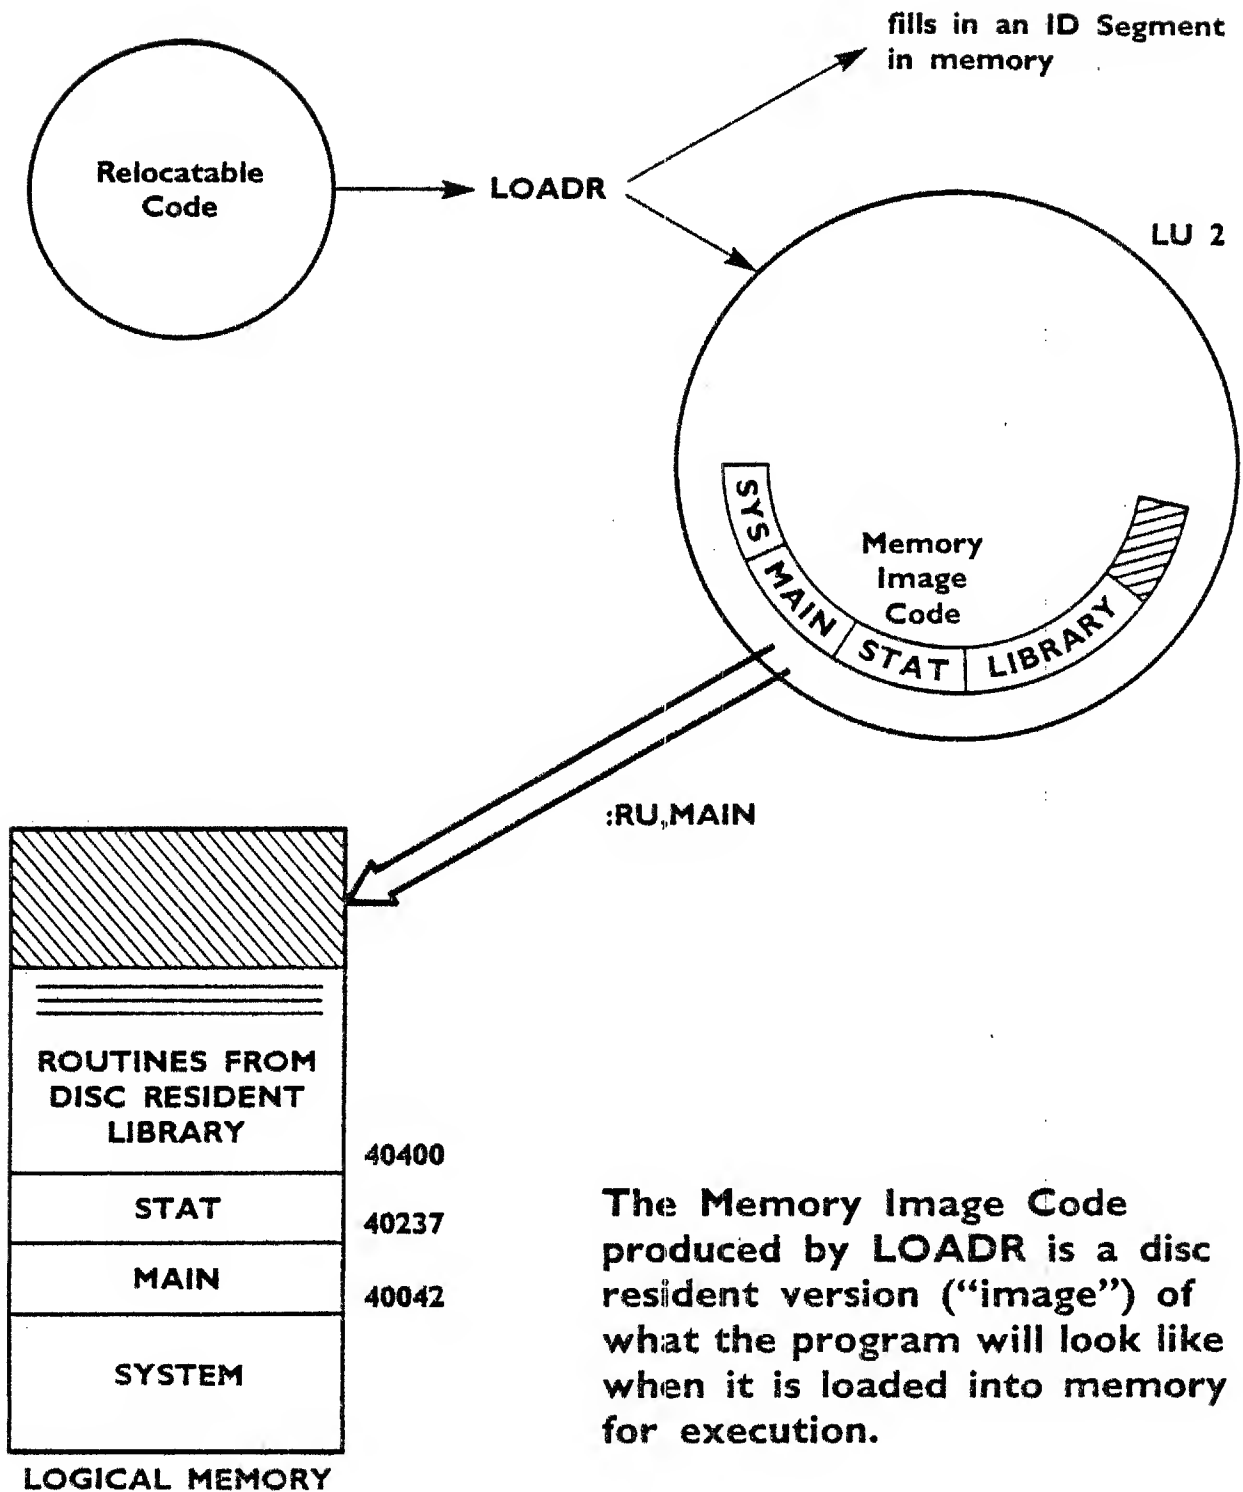 fills in an ID Segment
in memory
Relocatable
Code
LOADR
LU 2
SYS
MAIN
STAT
LIBRARY
Memory
Image
Code
:RU,,MAIN
ROUTINES FROM
DISC RESIDENT
LIBRARY
40400
STAT
40237
MAIN
40042
SYSTEM
LOGICAL MEMORY
The Memory Image Code
produced by LOADR is a disc
resident version (“image”) of
what the program will look like
when it is loaded into memory
for execution.